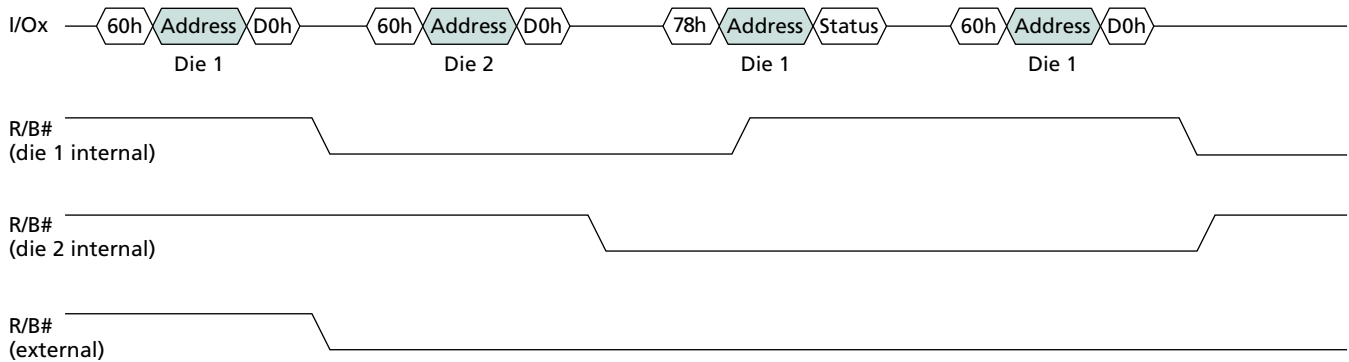 I/Ox 60h Address D0h 60h Address D0h 78h Address Status 60h Address D0h
Die 1 Die 2 Die 1 Die 1
R/B#
(die 1 internal)
R/B#
(die 2 internal)
R/B#
(external)